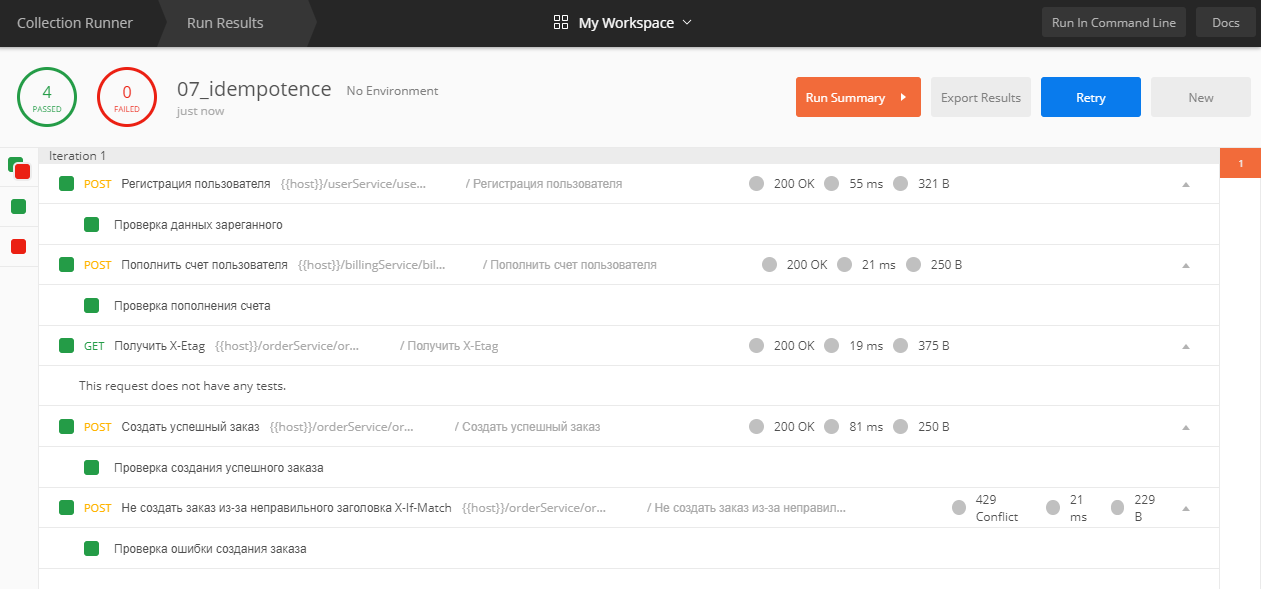 Collection Runner Run Results My Workspace Run In Command Line Docs
4 PASSED 0 FAILED 07_idempotence No Environment just now Run Summary Export Results Retry New
Iteration 1 1
POST Регистрация пользователя {{host}}/userService/use... / Регистрация пользователя 200 OK 55 ms 321 B
Проверка данных зареганного
POST Пополнить счет пользователя {{host}}/billingService/bil... / Пополнить счет пользователя 200 OK 21 ms 250 B
Проверка пополнения счета
GET Получить X-Etag {{host}}/orderService/or... / Получить X-Etag 200 OK 19 ms 375 B
This request does not have any tests.
POST Создать успешный заказ {{host}}/orderService/or... / Создать успешный заказ 200 OK 81 ms 250 B
Проверка создания успешного заказа
POST Не создать заказ из-за неправильного заголовка X-If-Match {{host}}/orderService/or... / Не создать заказ из-за неправил... 429 Conflict 21 ms 229 B
Проверка ошибки создания заказа